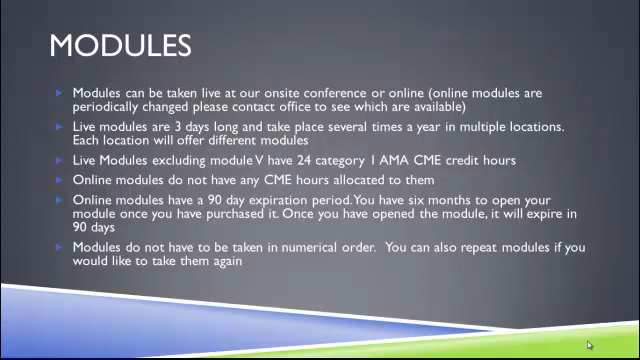 MODULES
Modules can be taken live at our onsite conference or online (online modules are
periodically changed please contact office to see which are available)
Live modules are 3 days long and take place several times a year in multiple locations.
Each location will offer different modules
Live Modules excluding module V have 24 category 1 AMA CME credit hours
Online modules do not have any CME hours allocated to them
Online modules have a 90 day expiration period. You have six months to open your
module once you have purchased it. Once you have opened the module, it will expire in
90 days
Modules do not have to be taken in numerical order. You can also repeat modules if you
would like to take them again